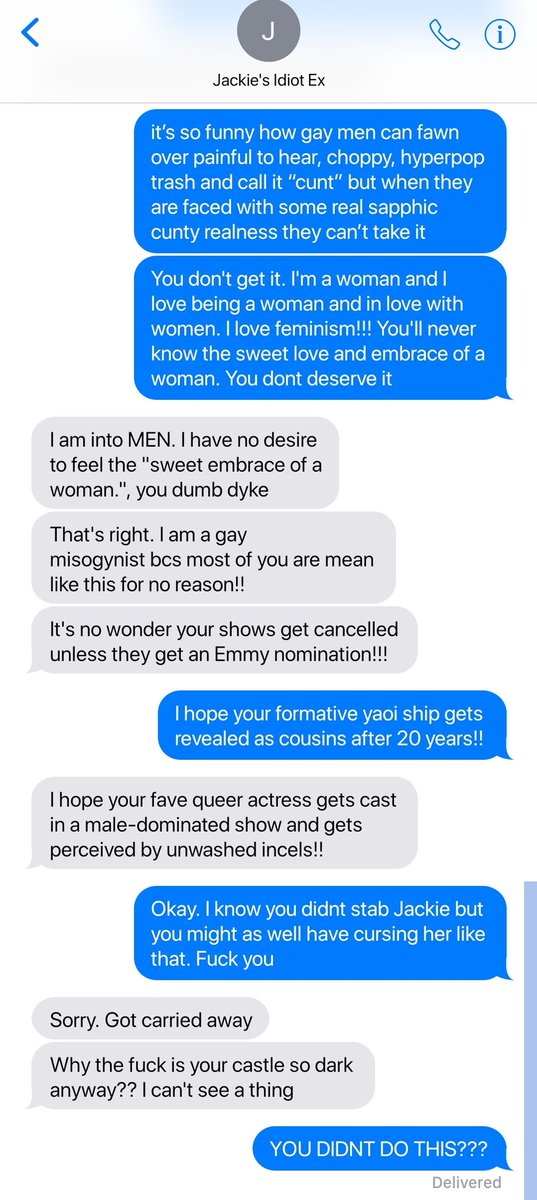 J
Jackie's Idiot Ex
it’s so funny how gay men can fawn
over painful to hear, choppy, hyperpop
trash and call it “cunt” but when they
are faced with some real sapphic
cunty realness they can’t take it
You don't get it. I'm a woman and I
love being a woman and in love with
women. I love feminism!!! You'll never
know the sweet love and embrace of a
woman. You dont deserve it
I am into MEN. I have no desire
to feel the "sweet embrace of a
woman.", you dumb dyke
That's right. I am a gay
misogynist bcs most of you are mean
like this for no reason!!
It's no wonder your shows get cancelled
unless they get an Emmy nomination!!!
I hope your formative yaoi ship gets
revealed as cousins after 20 years!!
I hope your fave queer actress gets cast
in a male-dominated show and gets
perceived by unwashed incels!!
Okay. I know you didnt stab Jackie but
you might as well have cursing her like
that. Fuck you
Sorry. Got carried away
Why the fuck is your castle so dark
anyway?? I can't see a thing
YOU DIDNT DO THIS???
Delivered